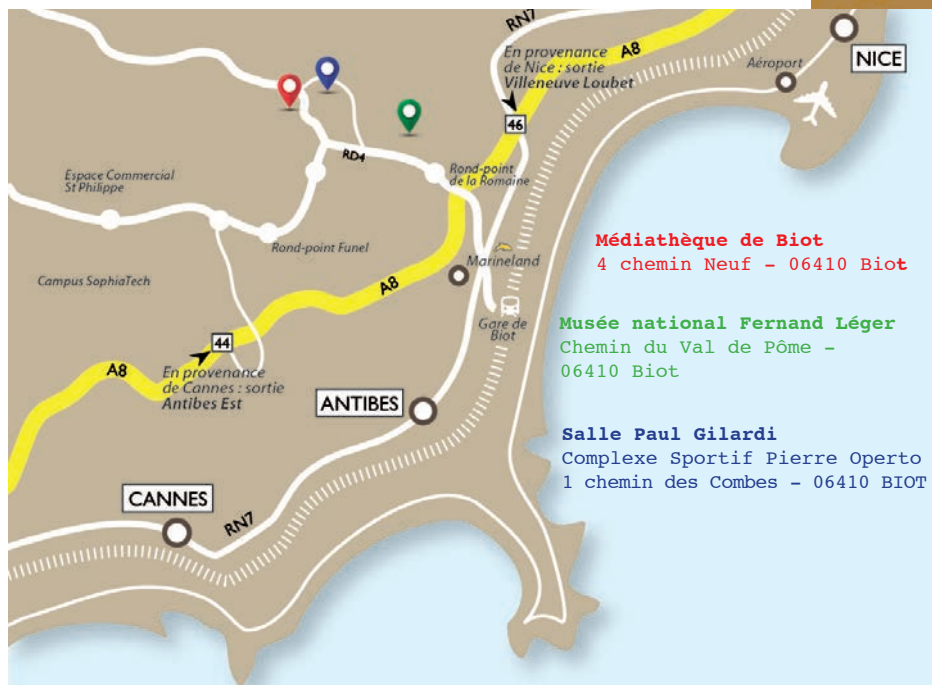 RN7
A8
NICE
En provenance
de Nice : sortie
Villeneuve Loubet
Aéroport
46
RD4
Espace Commercial
St Philippe
Rond-point
de la Romaine
Rond-point Funel
Marineland
Campus SophiaTech
A8
Gare de
Biot
44
A8
En provenance
de Cannes : sortie
Antibes Est
ANTIBES
CANNES
RN7
Médiathèque de Biot
4 chemin Neuf – 06410 Biot
Musée national Fernand Léger
Chemin du Val de Pôme –
06410 Biot
Salle Paul Gilardi
Complexe Sportif Pierre Operto
1 chemin des Combes – 06410 BIOT